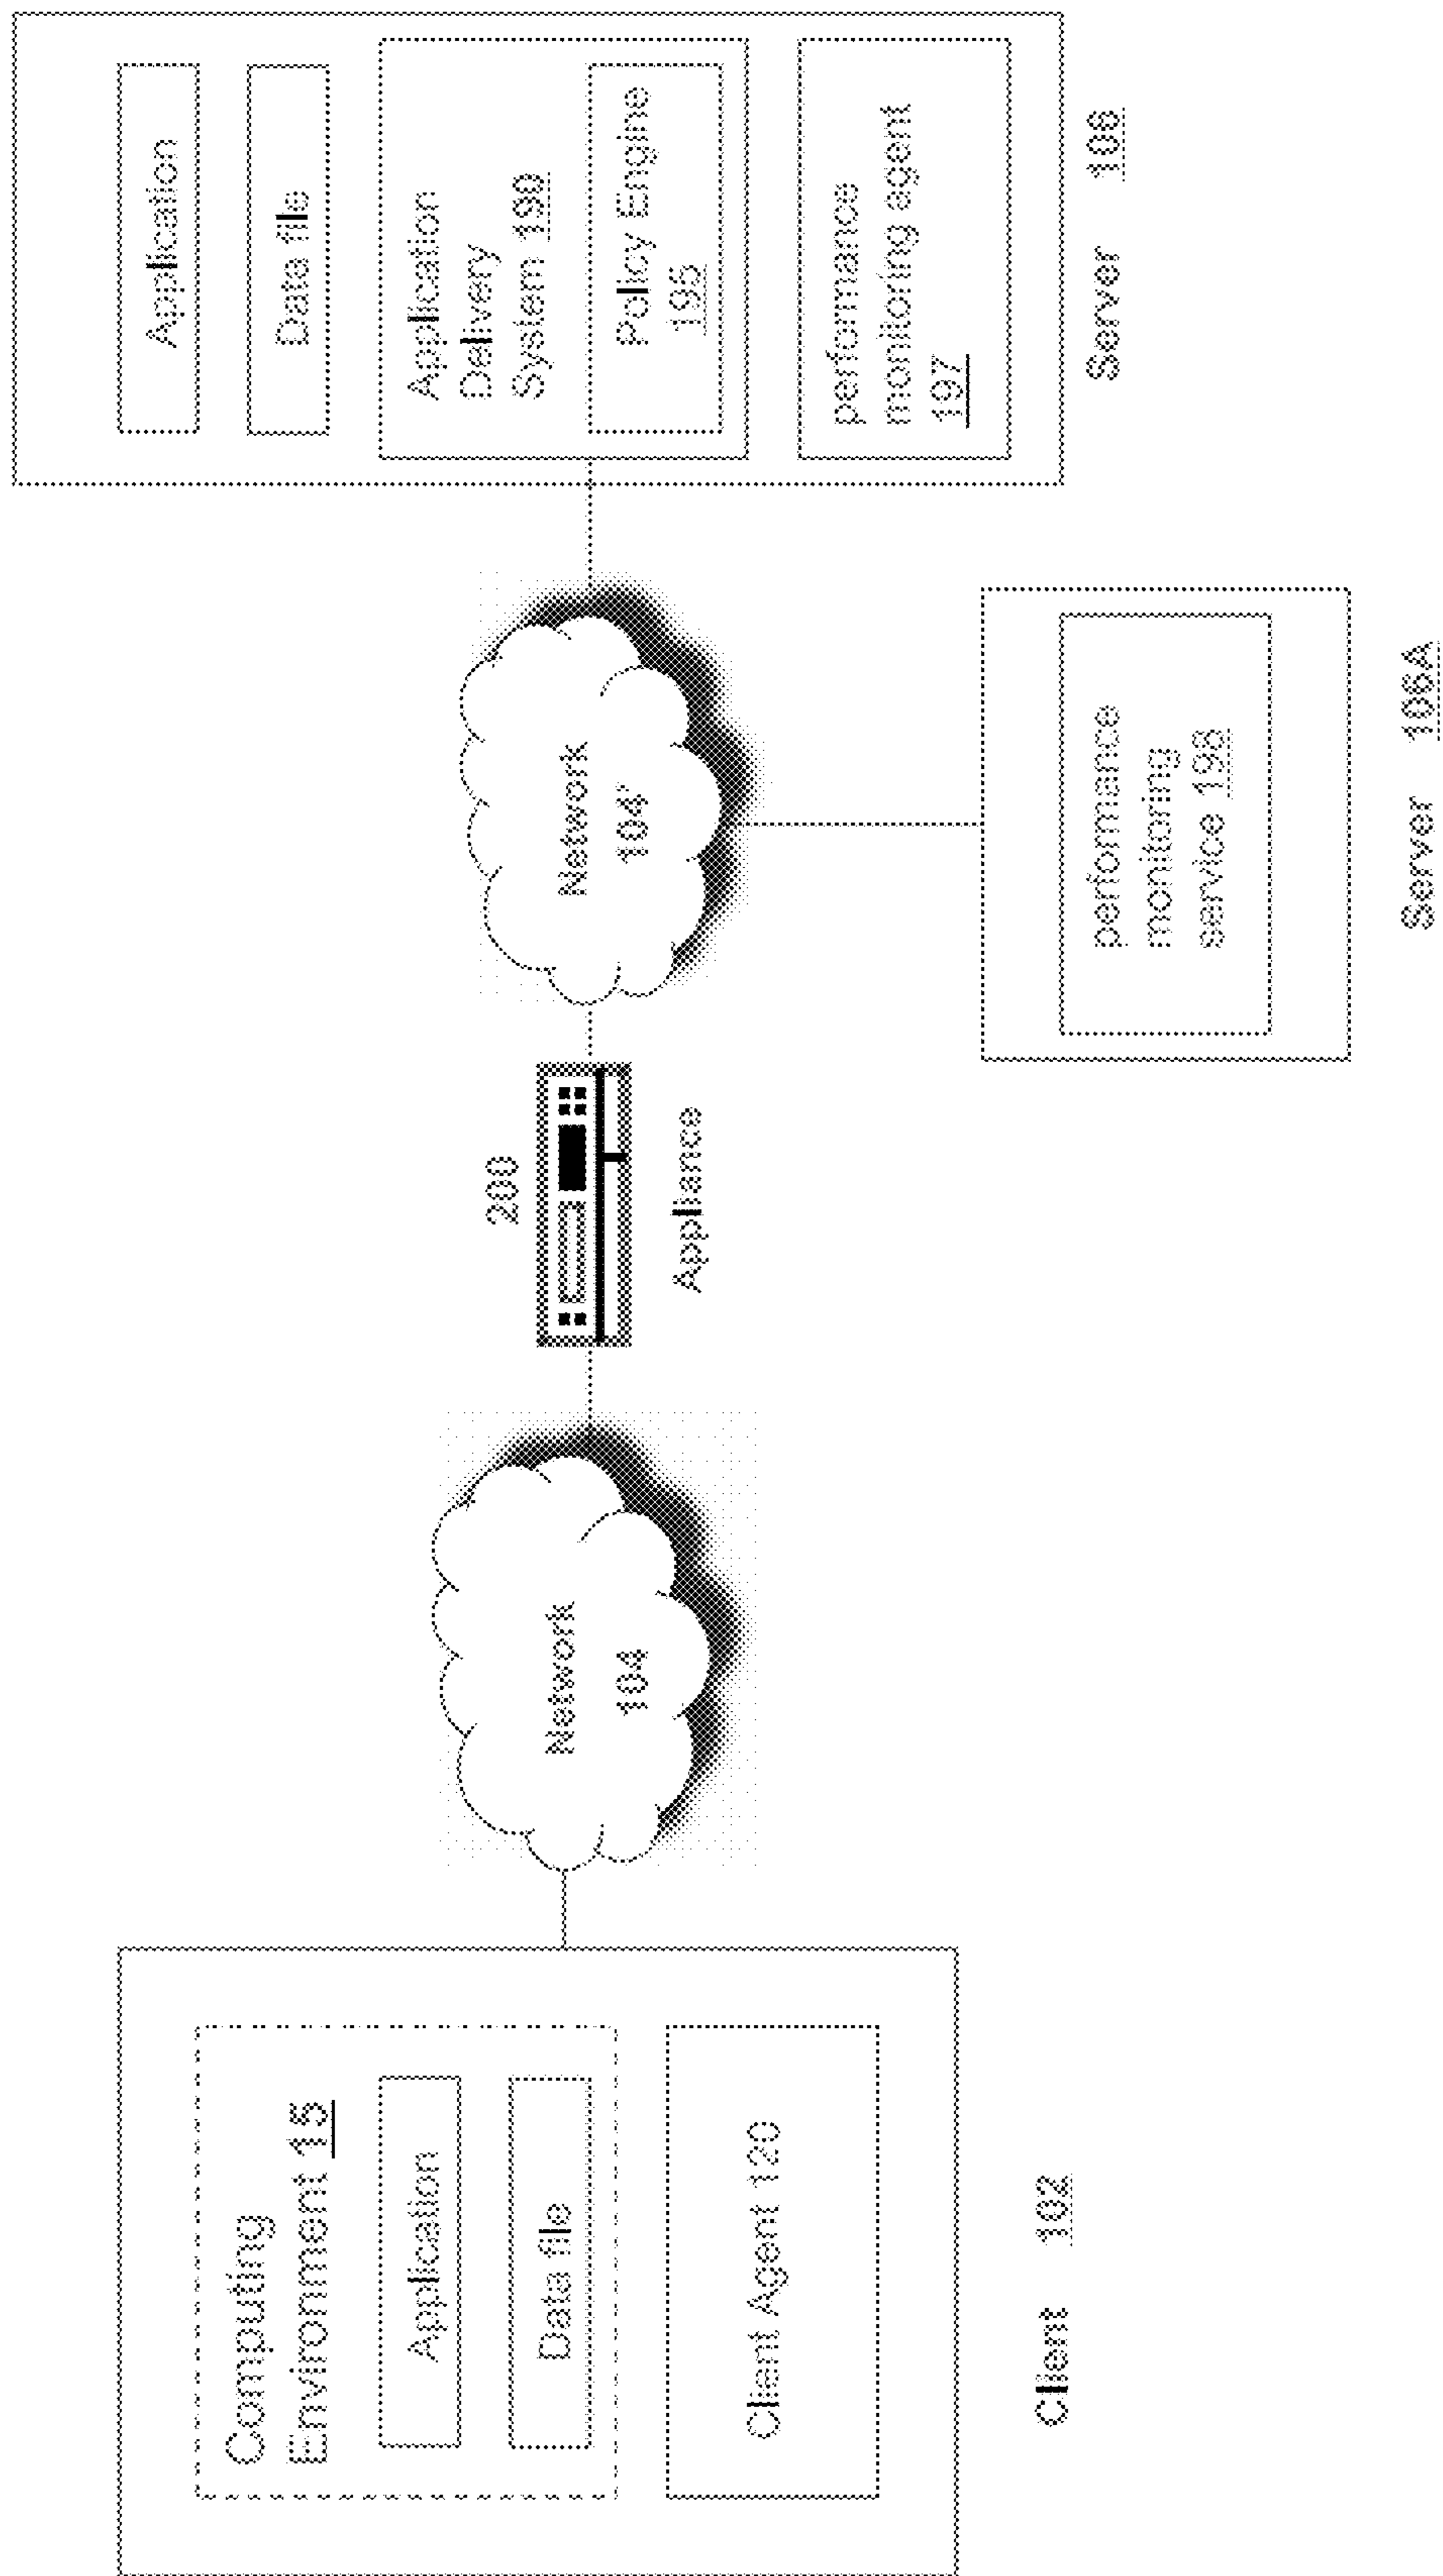 Computing
Environment 15
Application
Data file
Client Agent 120
Client 102
Network
104
200
Appliance
Network
104'
performance
monitoring
service 198
Server 106A
Application
Data file
Application
Delivery
System 190
Policy Engine
195
performance
monitoring agent
197
Server 106